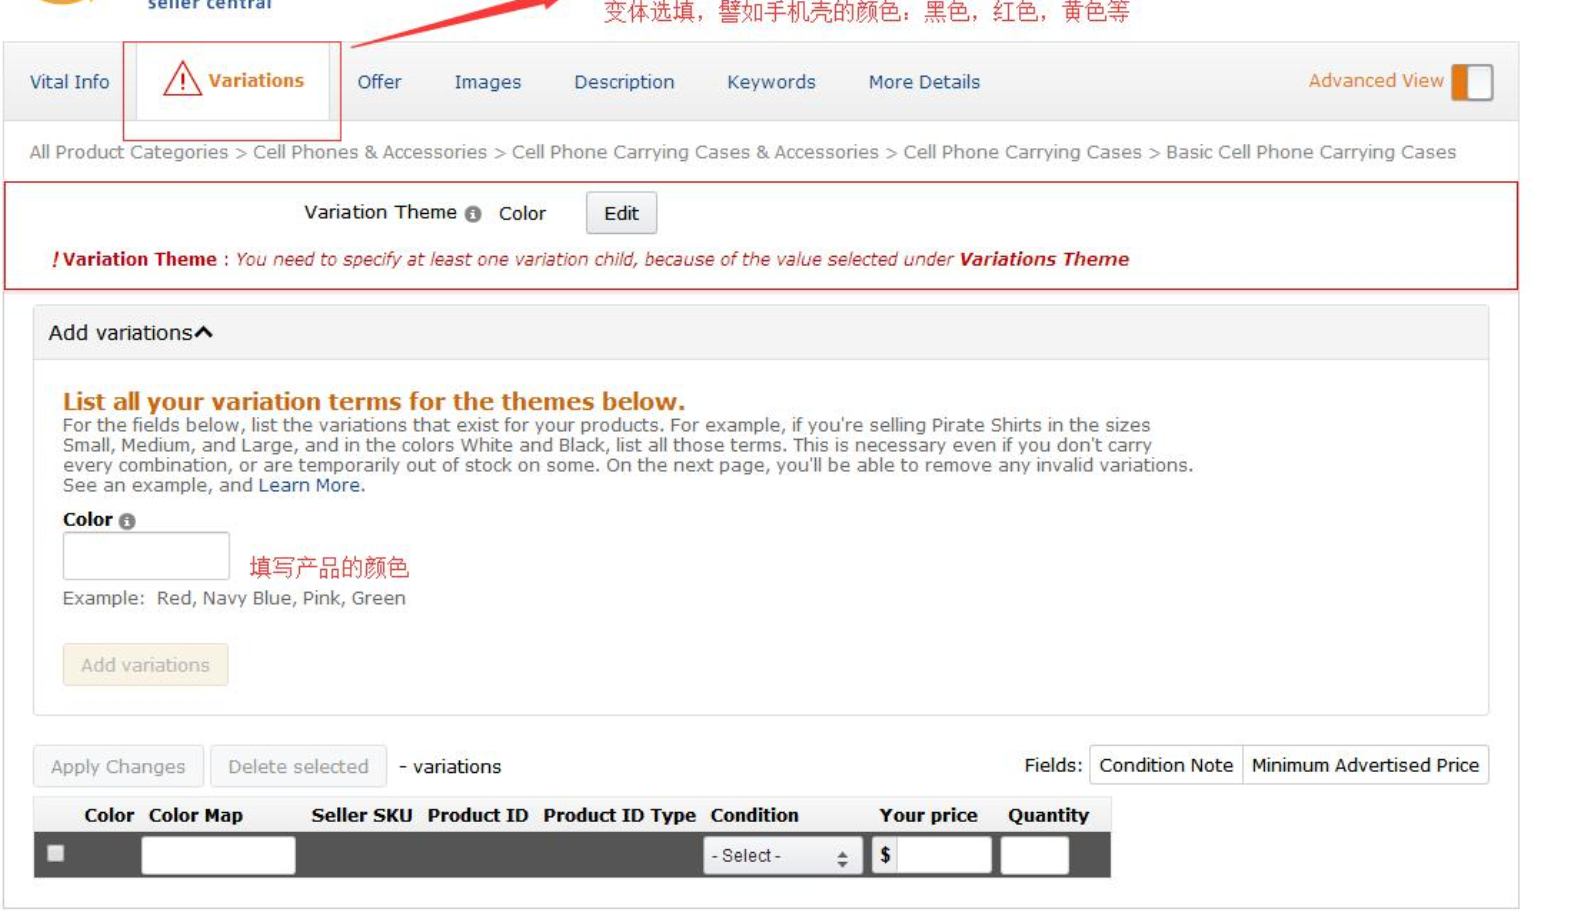 seller central
变体选填，譬如手机壳的颜色：黑色，红色，黄色等
Vital Info
Variations
Offer
Images
Description
Keywords
More Details
Advanced View
All Product Categories > Cell Phones & Accessories > Cell Phone Carrying Cases & Accessories > Cell Phone Carrying Cases > Basic Cell Phone Carrying Cases
Variation Theme Color Edit
! Variation Theme : You need to specify at least one variation child, because of the value selected under Variations Theme
Add variations
List all your variation terms for the themes below.
For the fields below, list the variations that exist for your products. For example, if you're selling Pirate Shirts in the sizes
Small, Medium, and Large, and in the colors White and Black, list all those terms. This is necessary even if you don't carry
every combination, or are temporarily out of stock on some. On the next page, you'll be able to remove any invalid variations.
See an example, and Learn More.
Color
填写产品的颜色
Example: Red, Navy Blue, Pink, Green
Add variations
Apply Changes Delete selected - variations Fields: Condition Note Minimum Advertised Price
Color Color Map Seller SKU Product ID Product ID Type Condition Your price Quantity
- Select - $